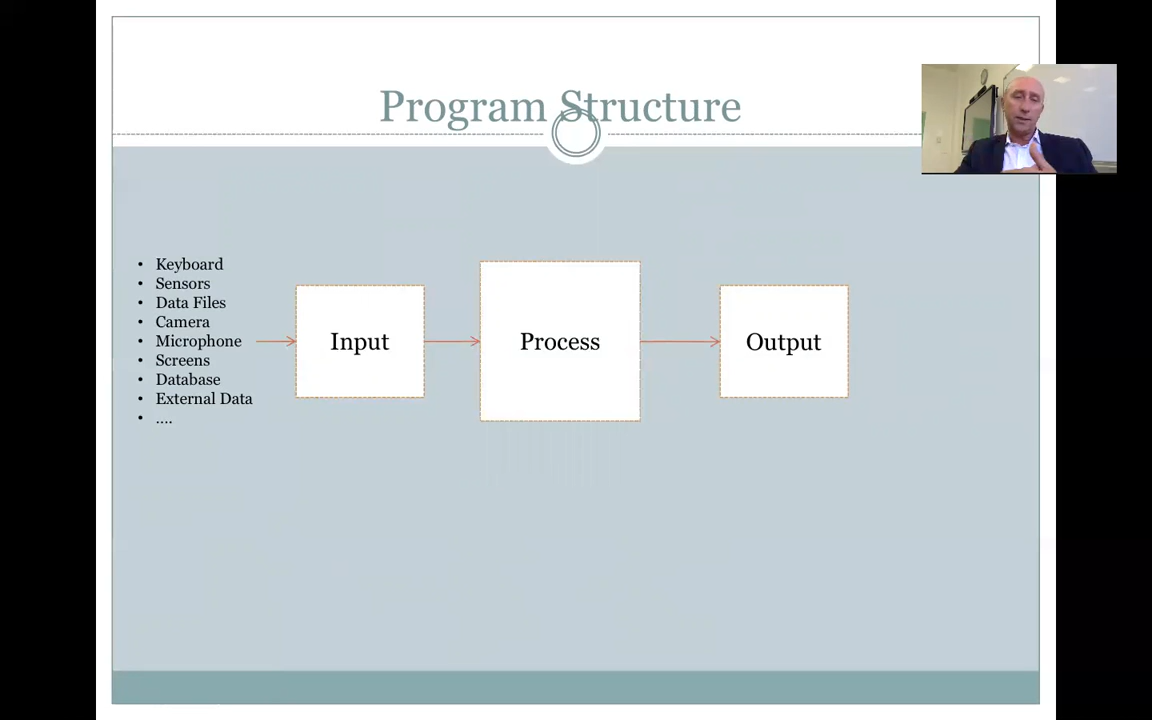 Program Structure
• Keyboard
• Sensors
• Data Files
• Camera
• Microphone
• Screens
• Database
• External Data
• ....
Input
Process
Output